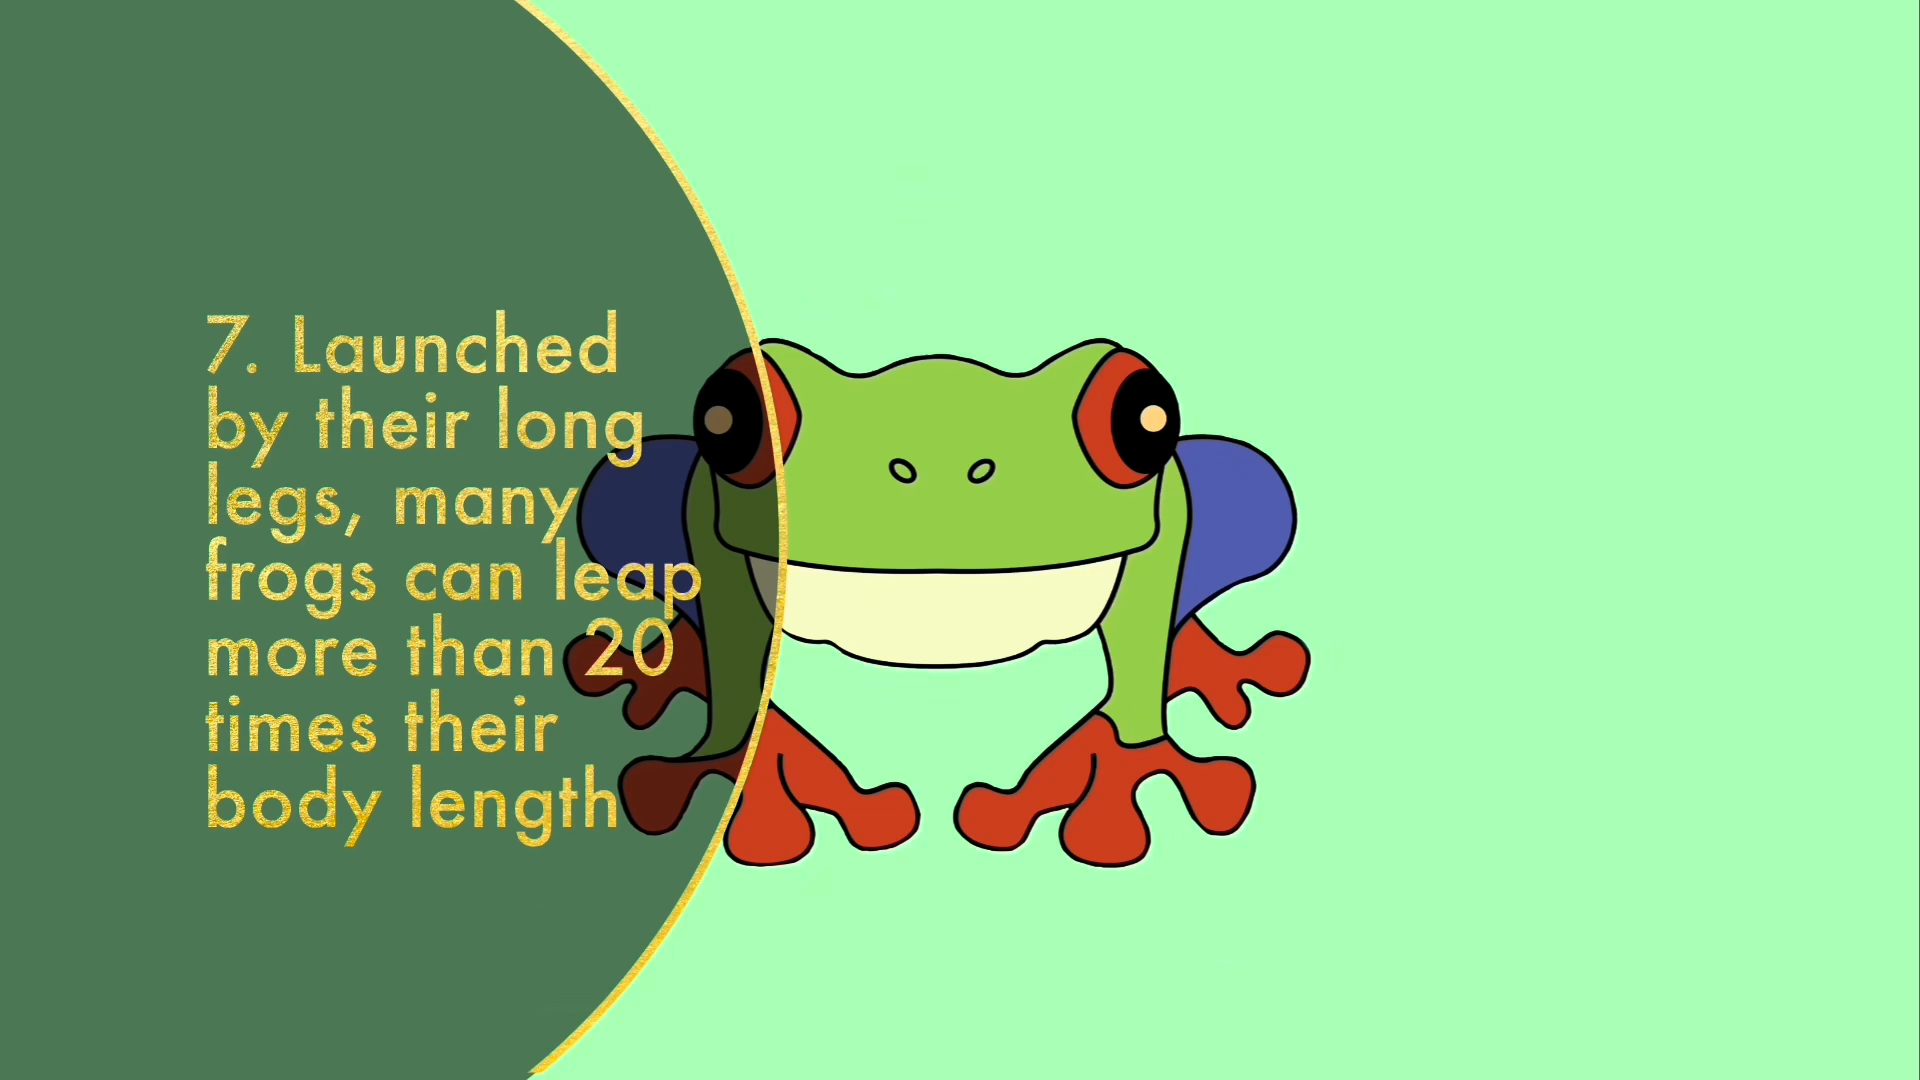 7. Launched
by their long
legs, many
frogs can leap
more than 20
times their
body length